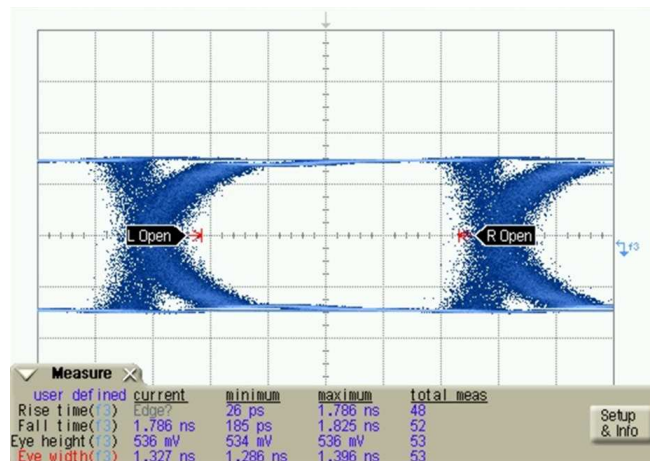 L Open
R Open
f3
Measure
user defined current minimum maximum total meas
Rise time(f3) Edge? 26 ps 1.786 ns 48
Fall time(f3) 1.786 ns 185 ps 1.825 ns 52
Eye height(f3) 536 mV 534 mV 536 mV 53
Eye width(f3) 1.327 ns 1.286 ns 1.396 ns 53
Setup
& Info